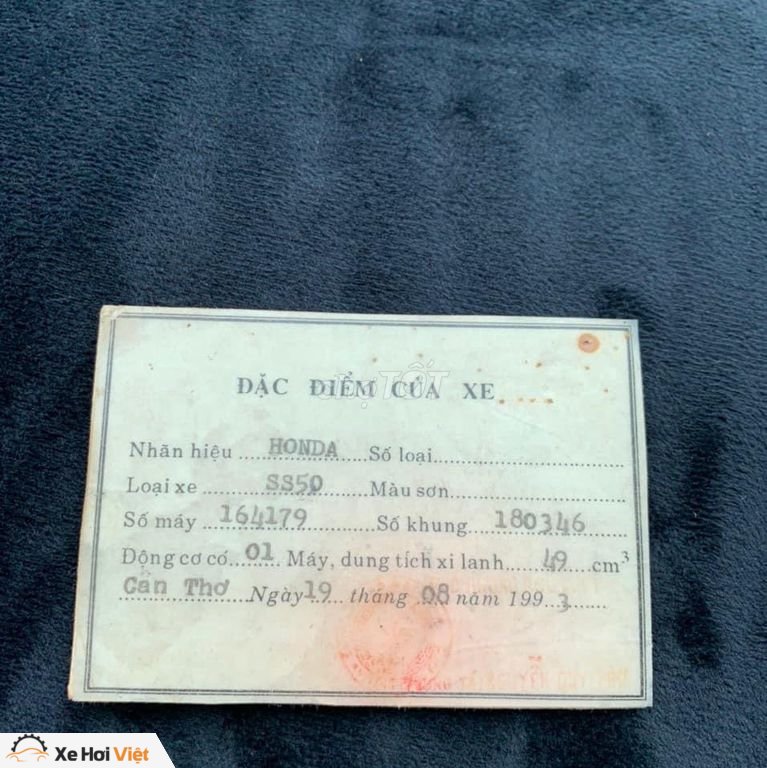 ĐẶC ĐIỂM CỦA XE
Nhãn hiệu HONDA Số loại
Loại xe SS50 Màu sơn
Số máy 164179 Số khung 180346
Động cơ có 01 Máy, dung tích xi lanh 49 cm³
Cần Thơ Ngày 19 tháng 08 năm 1993
Xe Hơi Việt